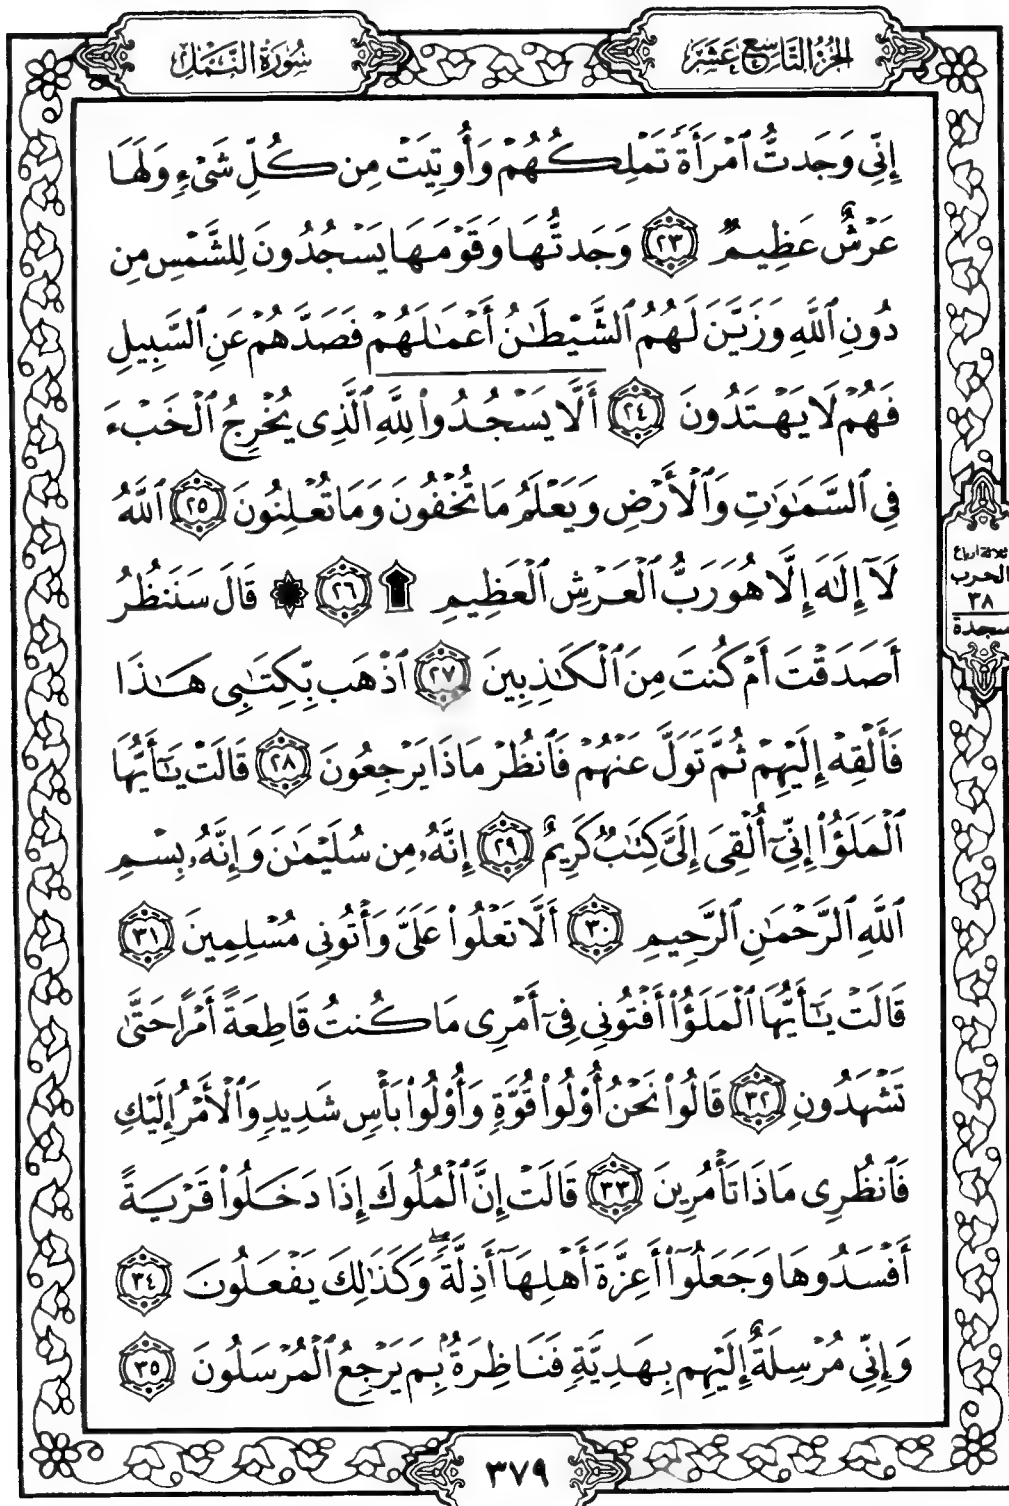 الجزء التاسع عشر
سورة النمل
إِنِّي وَجَدتُّ ٱمْرَأَةً تَمْلِكُهُمْ وَأُوتِيَتْ مِن كُلِّ شَىْءٍ وَلَهَا
عَرْشٌ عَظِيمٌ ٢٣ وَجَدتُّهَا وَقَوْمَهَا يَسْجُدُونَ لِلشَّمْسِ مِن
دُونِ ٱللَّهِ وَزَيَّنَ لَهُمُ ٱلشَّيْطَٰنُ أَعْمَٰلَهُمْ فَصَدَّهُمْ عَنِ ٱلسَّبِيلِ
فَهُمْ لَا يَهْتَدُونَ ٢٤ أَلَّا يَسْجُدُوا۟ لِلَّهِ ٱلَّذِى يُخْرِجُ ٱلْخَبْءَ
فِى ٱلسَّمَٰوَٰتِ وَٱلْأَرْضِ وَيَعْلَمُ مَا تُخْفُونَ وَمَا تُعْلِنُونَ ٢٥ ٱللَّهُ
لَآ إِلَٰهَ إِلَّا هُوَ رَبُّ ٱلْعَرْشِ ٱلْعَظِيمِ ۩ ٢٦ ۞ قَالَ سَنَنظُرُ
أَصَدَقْتَ أَمْ كُنتَ مِنَ ٱلْكَٰذِبِينَ ٢٧ ٱذْهَب بِّكِتَٰبِى هَٰذَا
فَأَلْقِهْ إِلَيْهِمْ ثُمَّ تَوَلَّ عَنْهُمْ فَٱنظُرْ مَاذَا يَرْجِعُونَ ٢٨ قَالَتْ يَٰٓأَيُّهَا
ٱلْمَلَؤُا۟ إِنِّىٓ أُلْقِىَ إِلَىَّ كِتَٰبٌ كَرِيمٌ ٢٩ إِنَّهُۥ مِن سُلَيْمَٰنَ وَإِنَّهُۥ بِسْمِ
ٱللَّهِ ٱلرَّحْمَٰنِ ٱلرَّحِيمِ ٣٠ أَلَّا تَعْلُوا۟ عَلَىَّ وَأْتُونِى مُسْلِمِينَ ٣١
قَالَتْ يَٰٓأَيُّهَا ٱلْمَلَؤُا۟ أَفْتُونِى فِىٓ أَمْرِى مَا كُنتُ قَاطِعَةً أَمْرًا حَتَّىٰ
تَشْهَدُونِ ٣٢ قَالُوا۟ نَحْنُ أُو۟لُوا۟ قُوَّةٍ وَأُو۟لُوا۟ بَأْسٍ شَدِيدٍ وَٱلْأَمْرُ إِلَيْكِ
فَٱنظُرِى مَاذَا تَأْمُرِينَ ٣٣ قَالَتْ إِنَّ ٱلْمُلُوكَ إِذَا دَخَلُوا۟ قَرْيَةً
أَفْسَدُوهَا وَجَعَلُوٓا۟ أَعِزَّةَ أَهْلِهَآ أَذِلَّةً ۖ وَكَذَٰلِكَ يَفْعَلُونَ ٣٤
وَإِنِّى مُرْسِلَةٌ إِلَيْهِم بِهَدِيَّةٍ فَنَاظِرَةٌۢ بِمَ يَرْجِعُ ٱلْمُرْسَلُونَ ٣٥
ثلاثة ارباع
الحزب
٣٨
سجدة
٣٧٩